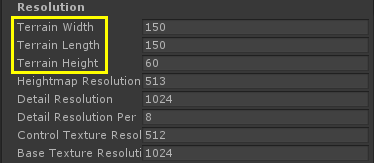 Resolution
Terrain Width 150
Terrain Length 150
Terrain Height 60
Heightmap Resolution 513
Detail Resolution 1024
Detail Resolution Per 8
Control Texture Resol 512
Base Texture Resoluti 1024